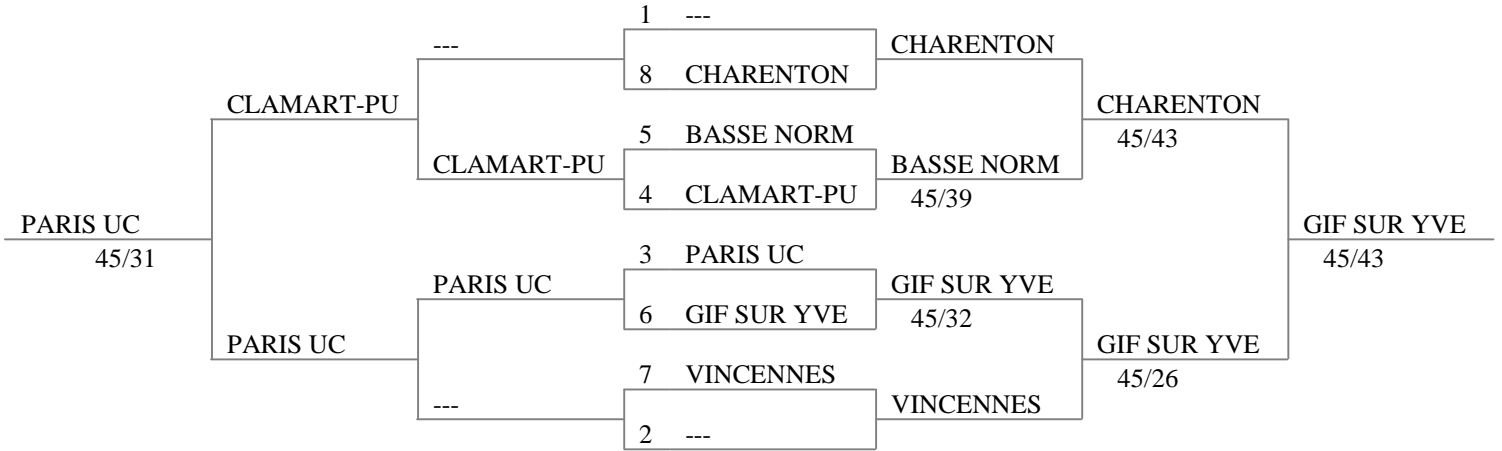 1 ---
--- CHARENTON
8 CHARENTON
CLAMART-PU CHARENTON
5 BASSE NORM 45/43
CLAMART-PU BASSE NORM
4 CLAMART-PU 45/39
PARIS UC GIF SUR YVE
45/31 3 PARIS UC 45/43
PARIS UC GIF SUR YVE
6 GIF SUR YVE 45/32
PARIS UC GIF SUR YVE
7 VINCENNES 45/26
--- VINCENNES
2 ---